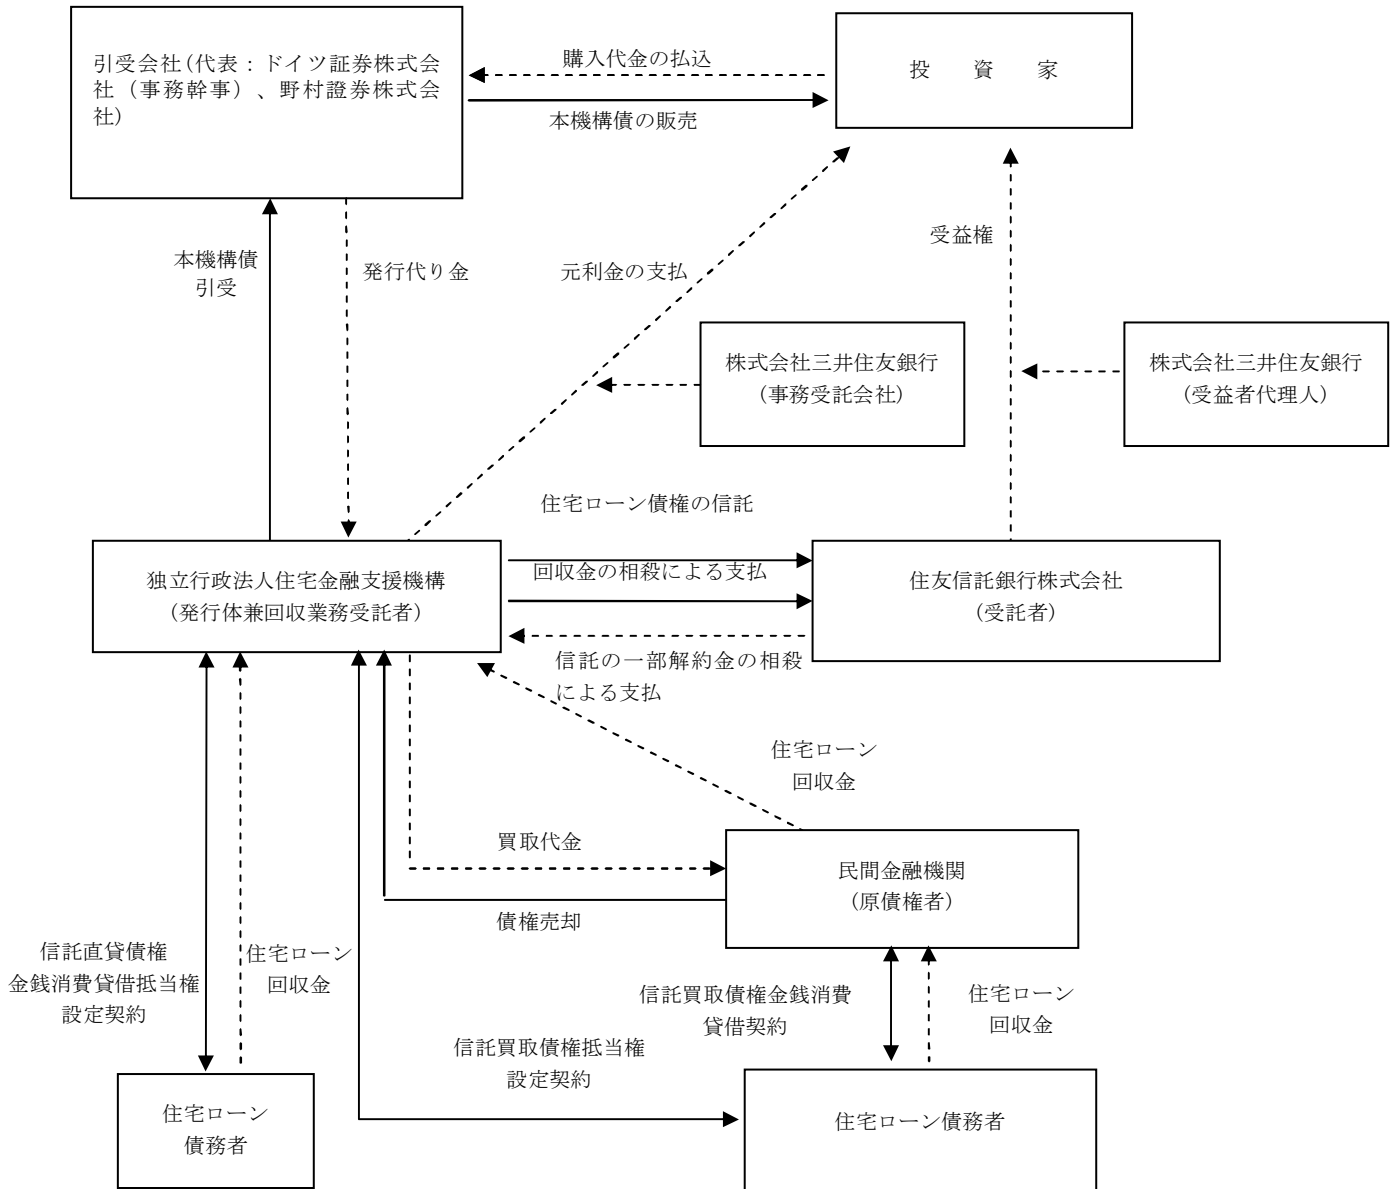 引受会社（代表：ドイツ証券株式会
社（事務幹事）、野村證券株式会
社）
購入代金の払込
本機構債の販売
投　資　家
本機構債
引受
発行代り金
元利金の支払
受益権
株式会社三井住友銀行
（事務受託会社）
株式会社三井住友銀行
（受益者代理人）
住宅ローン債権の信託
独立行政法人住宅金融支援機構
（発行体兼回収業務受託者）
回収金の相殺による支払
住友信託銀行株式会社
（受託者）
信託の一部解約金の相殺
による支払
住宅ローン
回収金
買取代金
債権売却
民間金融機関
（原債権者）
信託直貸債権
金銭消費貸借抵当権
設定契約
住宅ローン
回収金
信託買取債権金銭消費
貸借契約
住宅ローン
回収金
信託買取債権抵当権
設定契約
住宅ローン
債務者
住宅ローン債務者